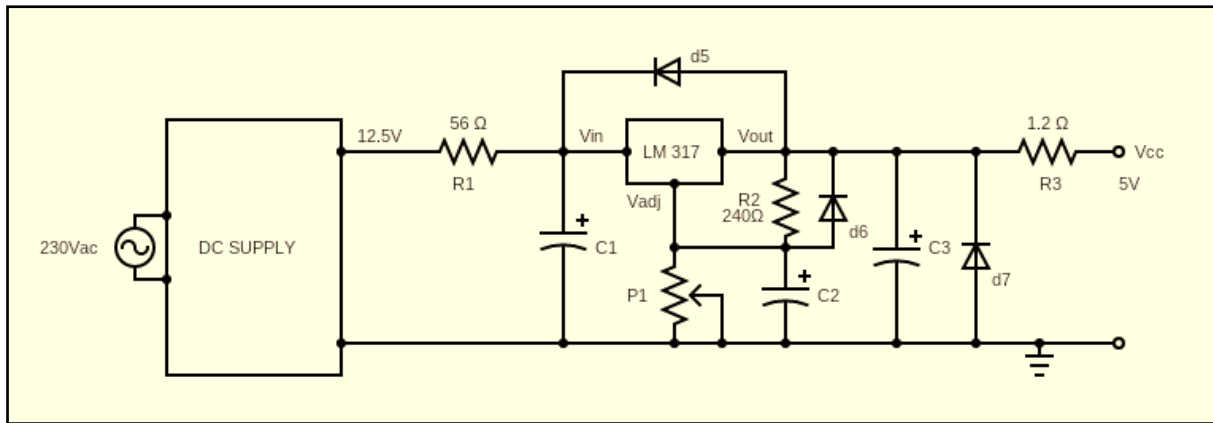 d5
56 Ω
1.2 Ω
12.5V
Vin
LM 317
Vout
Vcc
R1
R3
5V
Vadj
R2
240Ω
d6
230Vac
DC SUPPLY
+
C1
+
C3
d7
P1
+
C2